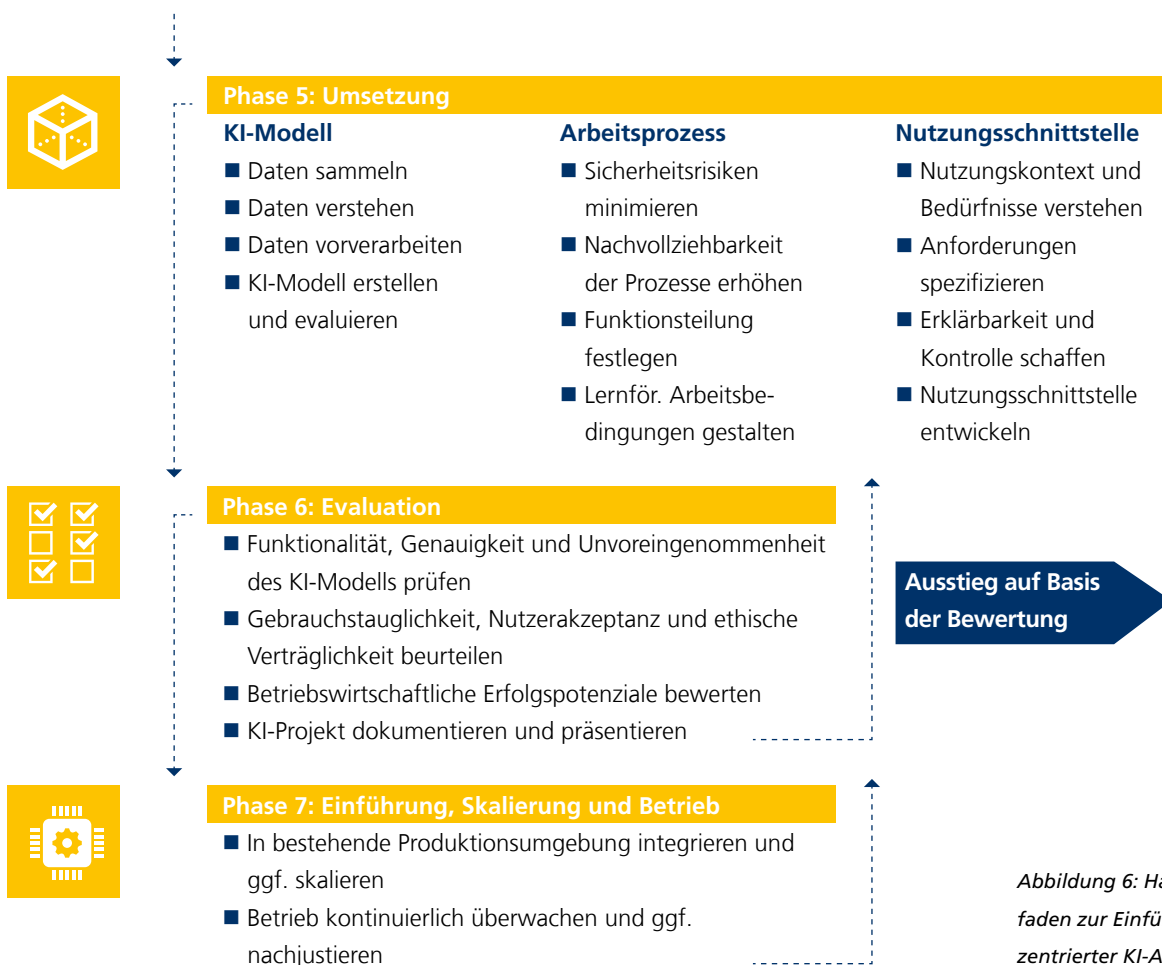 Phase 5: Umsetzung
KI-Modell
■ Daten sammeln
■ Daten verstehen
■ Daten vorverarbeiten
■ KI-Modell erstellen
und evaluieren
Arbeitsprozess
■ Sicherheitsrisiken
minimieren
■ Nachvollziehbarkeit
der Prozesse erhöhen
■ Funktionsteilung
festlegen
■ Lernför. Arbeitsbe-
dingungen gestalten
Nutzungsschnittstelle
■ Nutzungskontext und
Bedürfnisse verstehen
■ Anforderungen
spezifizieren
■ Erklärbarkeit und
Kontrolle schaffen
■ Nutzungsschnittstelle
entwickeln
Phase 6: Evaluation
■ Funktionalität, Genauigkeit und Unvoreingenommenheit
des KI-Modells prüfen
■ Gebrauchstauglichkeit, Nutzerakzeptanz und ethische
Verträglichkeit beurteilen
■ Betriebswirtschaftliche Erfolgspotenziale bewerten
■ KI-Projekt dokumentieren und präsentieren
Ausstieg auf Basis
der Bewertung
Phase 7: Einführung, Skalierung und Betrieb
■ In bestehende Produktionsumgebung integrieren und
ggf. skalieren
■ Betrieb kontinuierlich überwachen und ggf.
nachjustieren
Abbildung 6:
faden zur
zentrierter